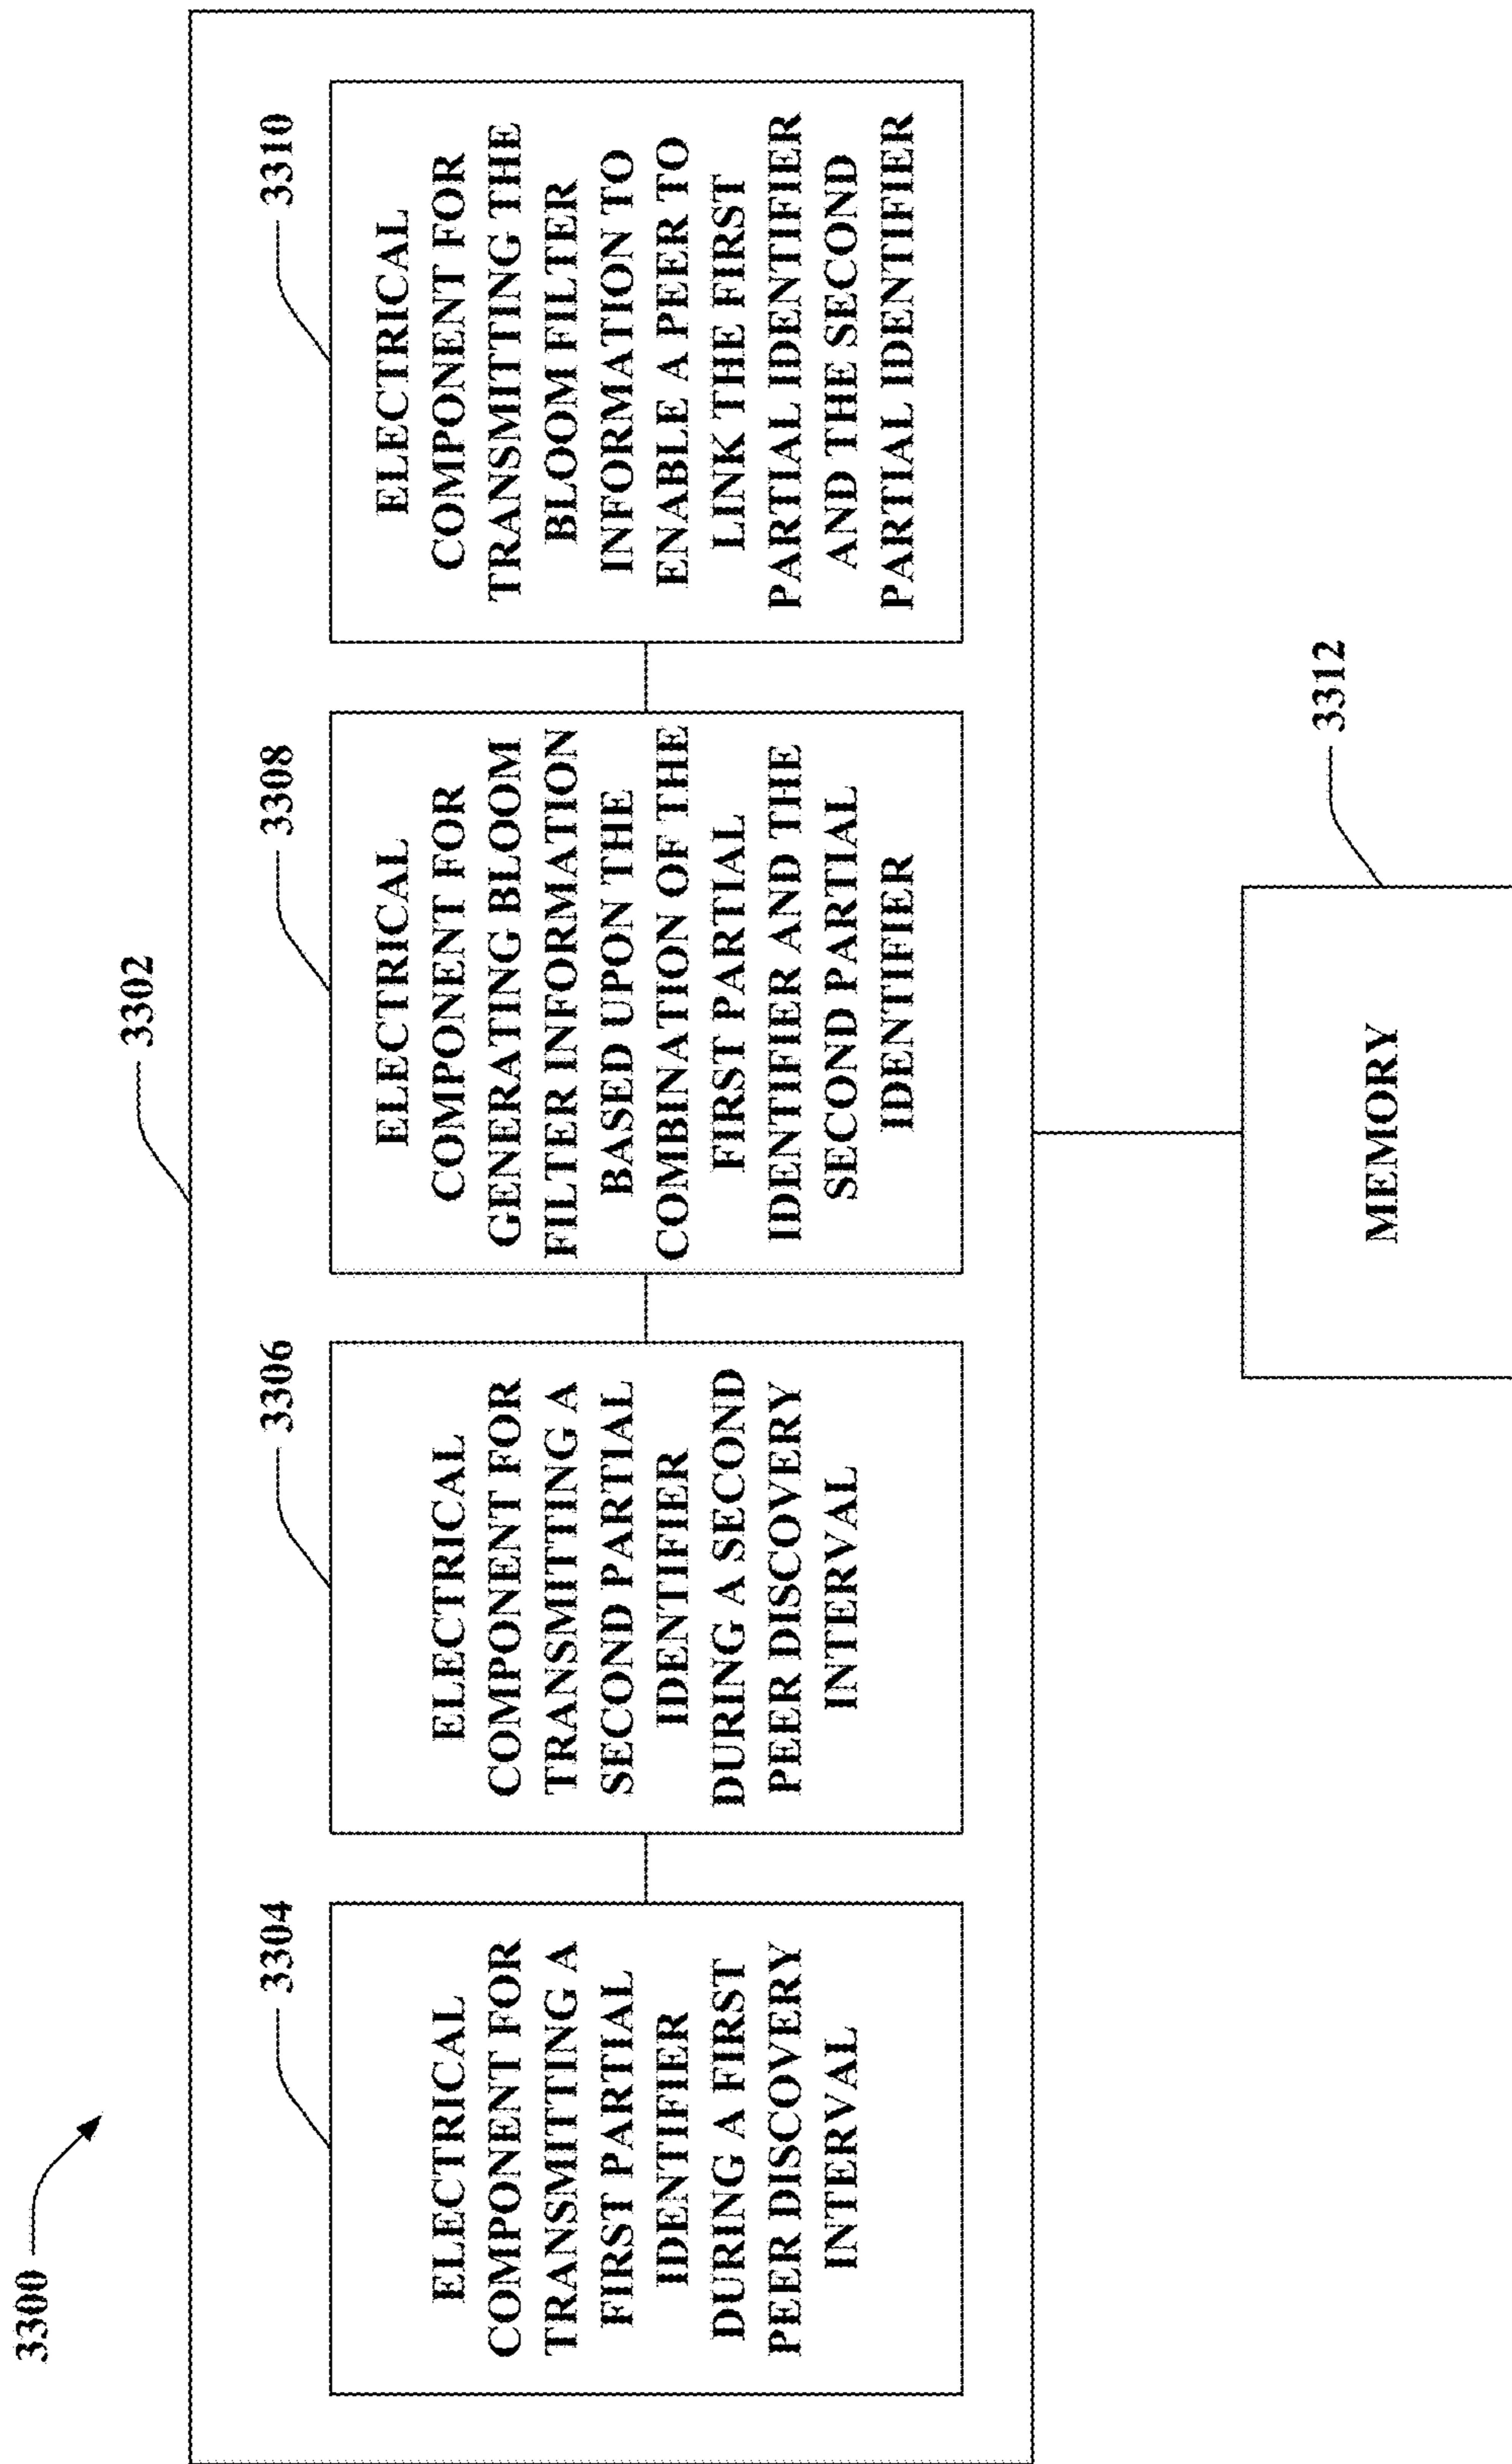 3300
3302
3304
ELECTRICAL
COMPONENT FOR
TRANSMITTING A
FIRST PARTIAL
IDENTIFIER
DURING A FIRST
PEER DISCOVERY
INTERVAL
3306
ELECTRICAL
COMPONENT FOR
TRANSMITTING A
SECOND PARTIAL
IDENTIFIER
DURING A SECOND
PEER DISCOVERY
INTERVAL
3308
ELECTRICAL
COMPONENT FOR
GENERATING BLOOM
FILTER INFORMATION
BASED UPON THE
COMBINATION OF THE
FIRST PARTIAL
IDENTIFIER AND THE
SECOND PARTIAL
IDENTIFIER
3310
ELECTRICAL
COMPONENT FOR
TRANSMITTING THE
BLOOM FILTER
INFORMATION TO
ENABLE A PEER TO
LINK THE FIRST
PARTIAL IDENTIFIER
AND THE SECOND
PARTIAL IDENTIFIER
3312
MEMORY